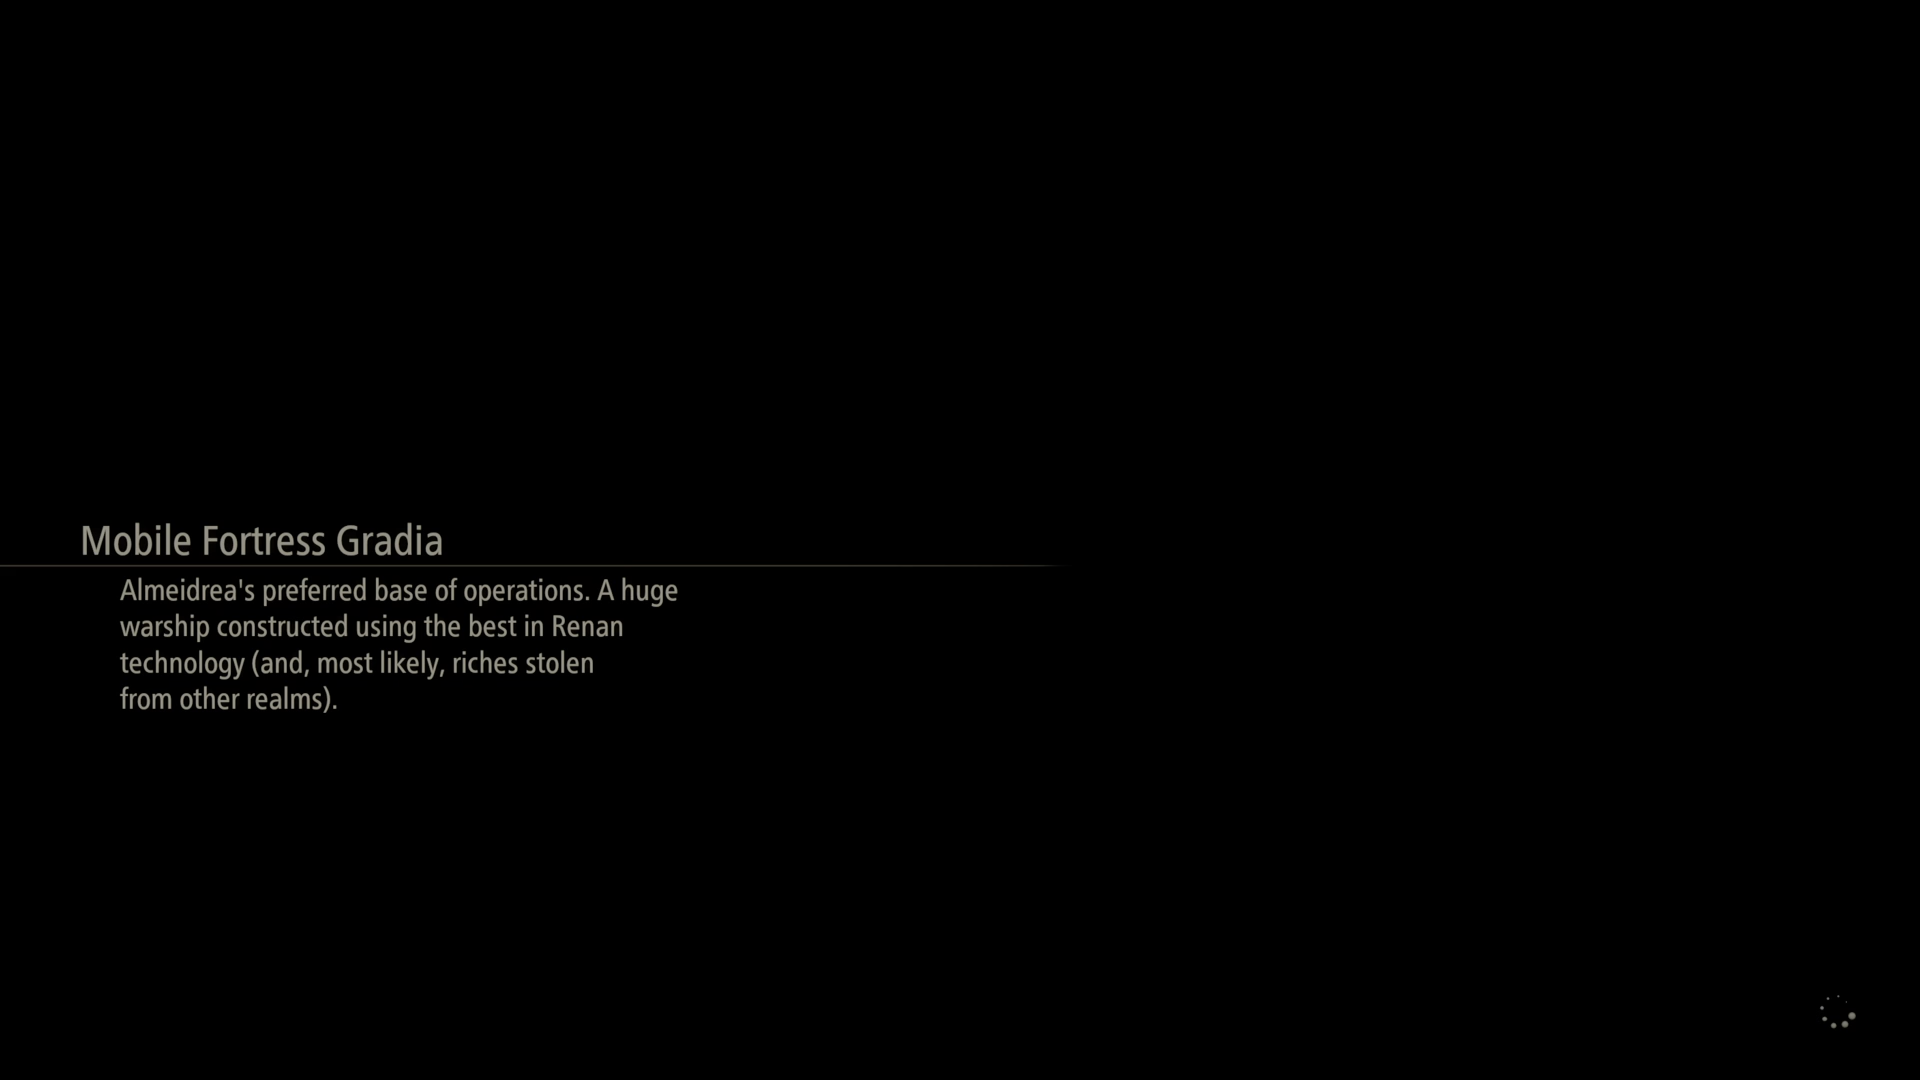 Mobile Fortress Gradia
Almeidrea's preferred base of operations. A huge
warship constructed using the best in Renan
technology (and, most likely, riches stolen
from other realms).